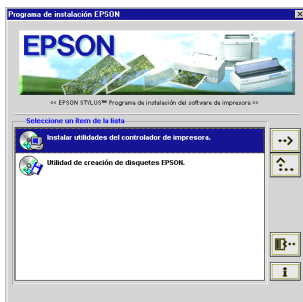 Programa de instalación EPSON
EPSON
<< EPSON STYLUS™ Programa de instalación del software de impresora >>
Seleccione un ítem de la lista
Instalar utilidades del controlador de impresora.
Utilidad de creación de disquetes EPSON.